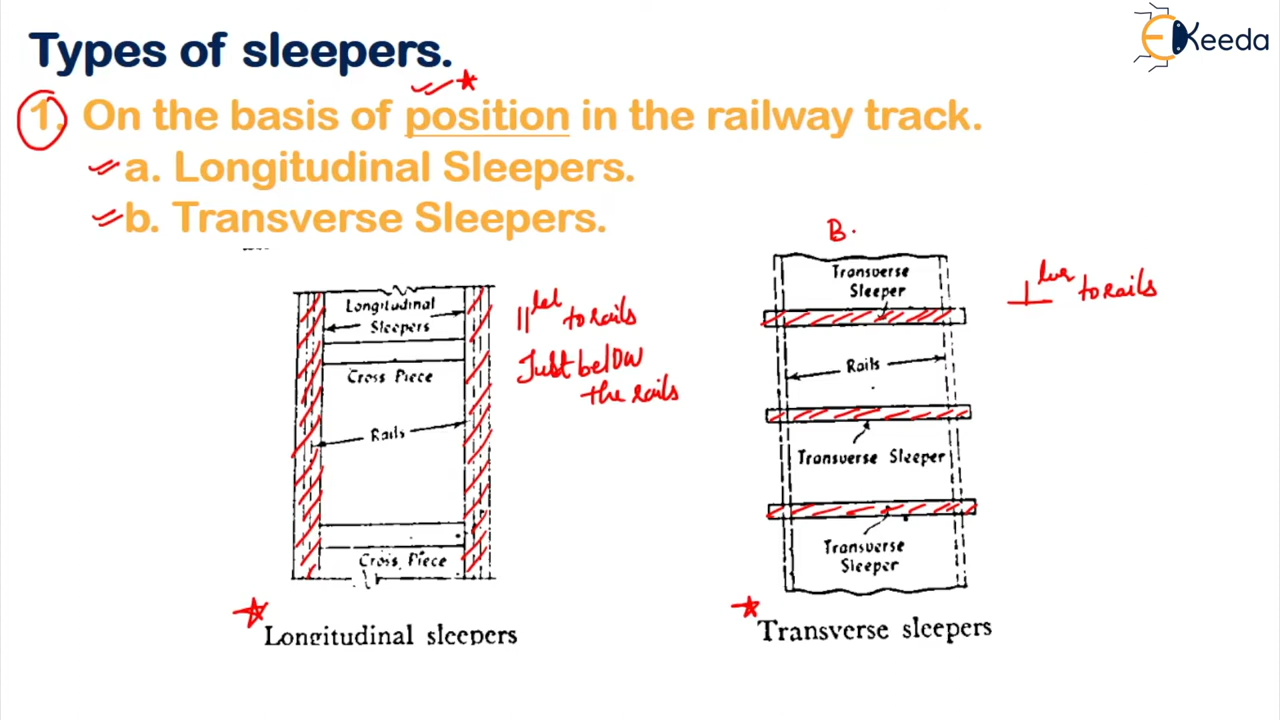 Types of sleepers.
Keeda
1. On the basis of position in the railway track.
a. Longitudinal Sleepers.
b. Transverse Sleepers.
Longitudinal
Sleepers
Cross Piece
Rails
Cross Piece
Longitudinal sleepers
||lel to rails
Just below
the rails
B.
Transverse
Sleeper
Rails
Transverse Sleeper
Transverse
Sleeper
Transverse sleepers
⊥lar to rails